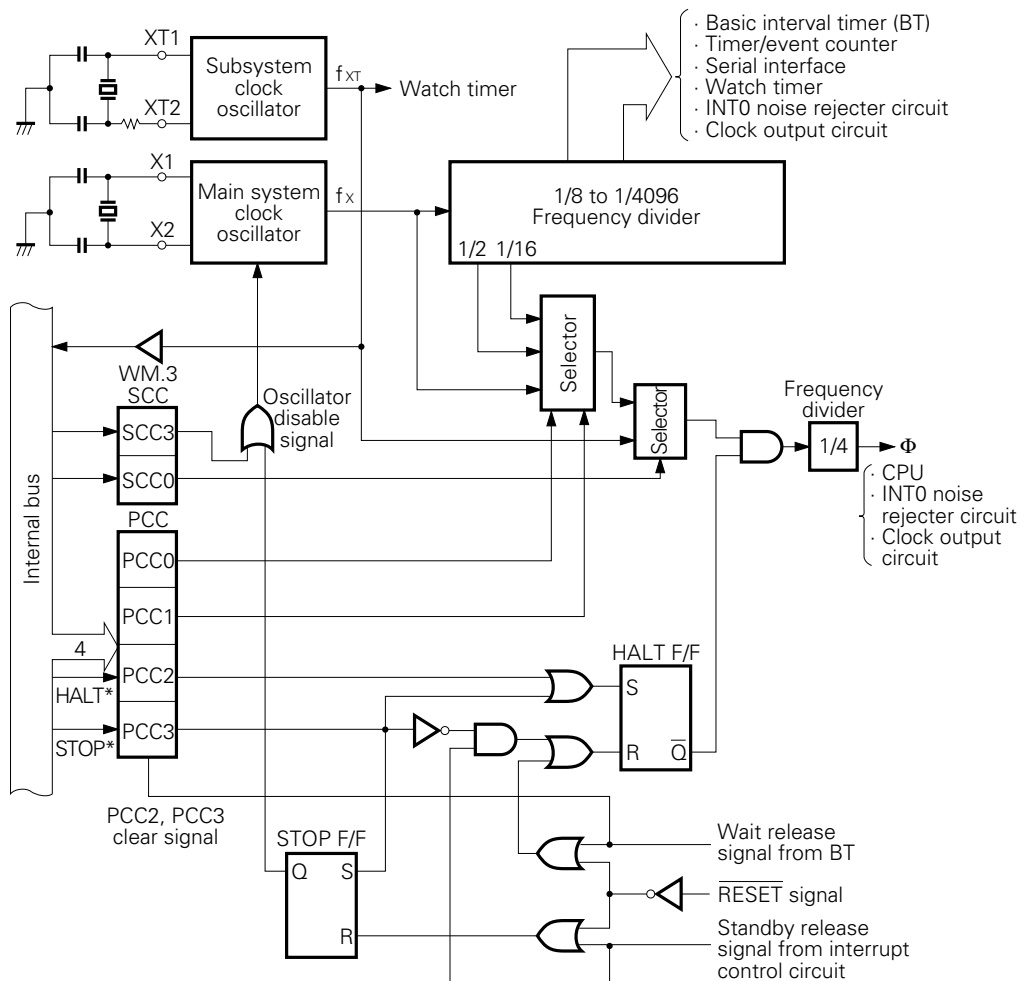 XT1
XT2
Subsystem
clock
oscillator
fXT
Watch timer
· Basic interval timer (BT)
· Timer/event counter
· Serial interface
· Watch timer
· INT0 noise rejecter circuit
· Clock output circuit
X1
X2
Main system
clock
oscillator
fX
1/8 to 1/4096
Frequency divider
1/2 1/16
Selector
Selector
Internal bus
WM.3
SCC
SCC3
SCC0
Oscillator
disable
signal
Frequency
divider
1/4
Φ
· CPU
· INT0 noise
rejecter circuit
· Clock output
circuit
PCC
PCC0
PCC1
PCC2
PCC3
4
HALT*
STOP*
HALT F/F
S
R
Q̅
PCC2, PCC3
clear signal
STOP F/F
Q
S
R
Wait release
signal from BT
R̅E̅S̅E̅T̅ signal
Standby release
signal from interrupt
control circuit